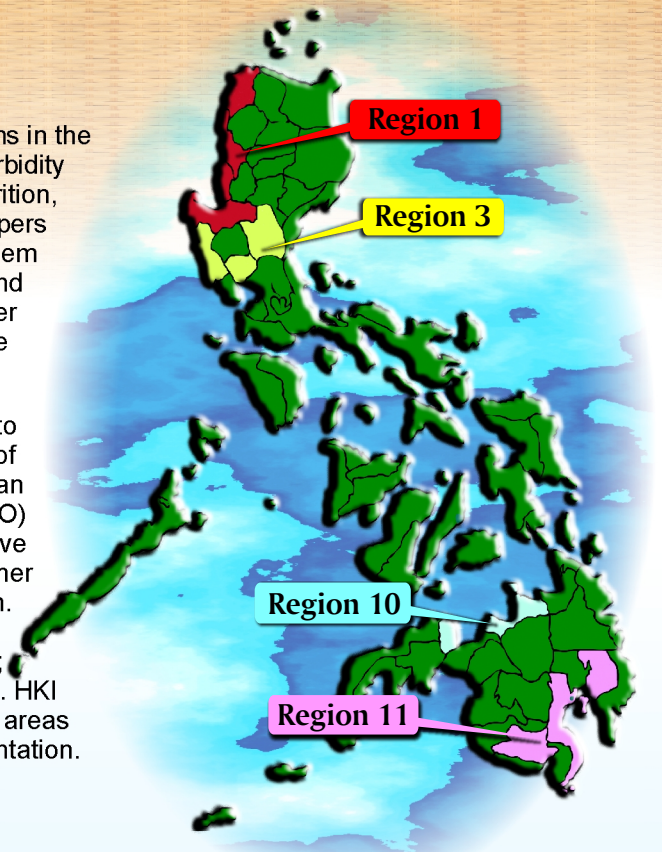 ns in the
rbidity
rition,
pers
em
nd
er
e
to
of
an
O)
ve
her
n.
;
. HKI
areas
ntation.
Region 1
Region 3
Region 10
Region 11